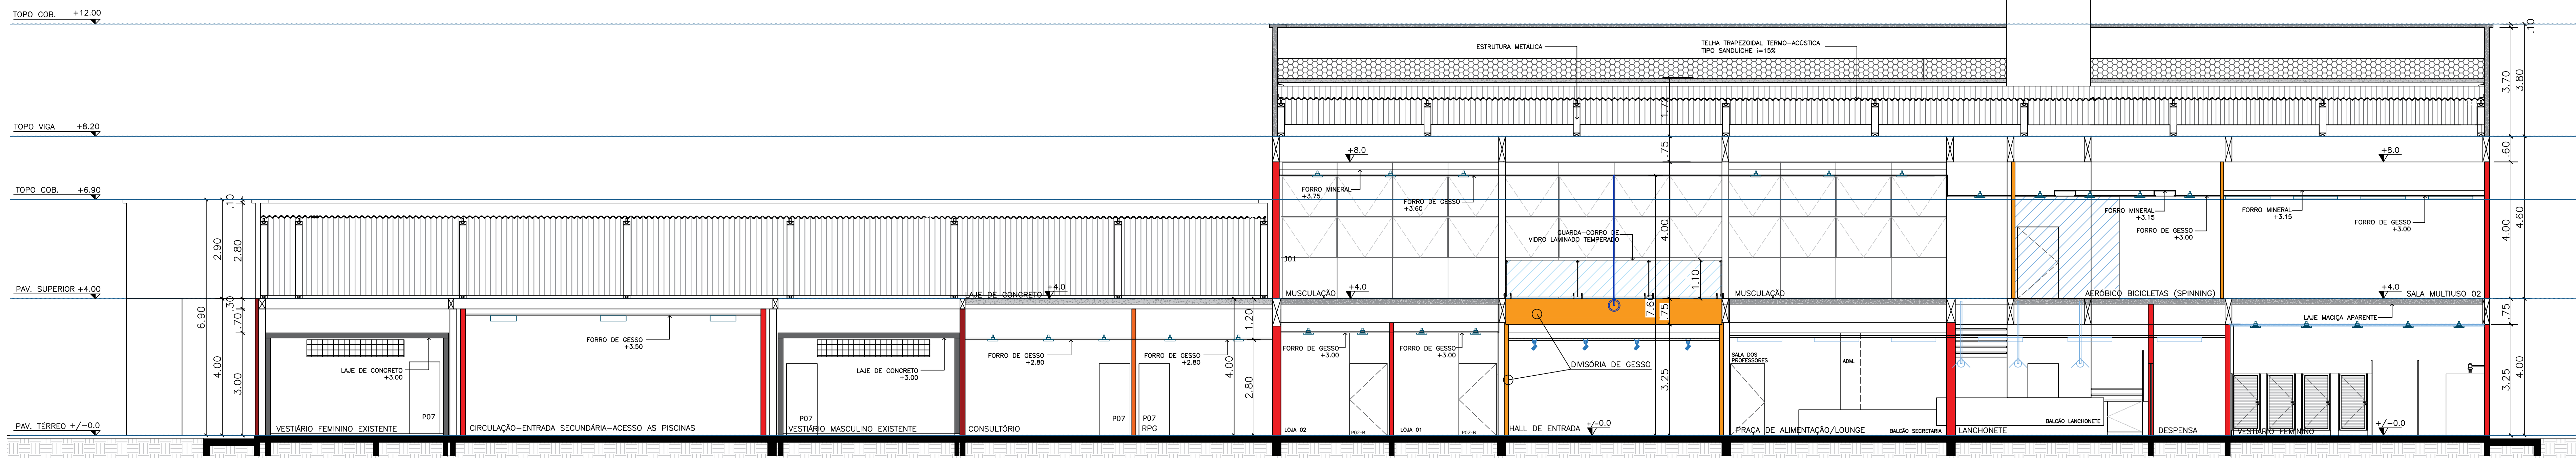 TOPO COB. +12.00
TOPO VIGA +8.20
TOPO COB. +6.90
PAV. SUPERIOR +4.00
PAV. TÉRREO +/-0.0
6.90
2.90
4.00
.10
2.80
.30
.70
3.00
VESTIÁRIO FEMININO EXISTENTE
LAJE DE CONCRETO
+3.00
P07
CIRCULAÇÃO-ENTRADA SECUNDÁRIA-ACESSO AS PISCINAS
FORRO DE GESSO
+3.50
VESTIÁRIO MASCULINO EXISTENTE
P07
LAJE DE CONCRETO
+3.00
LAJE DE CONCRETO
+4.0
CONSULTÓRIO
FORRO DE GESSO
+2.80
P07
P07
RPG
FORRO DE GESSO
+2.80
4.00
1.20
2.80
ESTRUTURA METÁLICA
TELHA TRAPEZOIDAL TERMO-ACÚSTICA
TIPO SANDUÍCHE i=15%
1.72
.75
+8.0
FORRO MINERAL
+3.75
FORRO DE GESSO
+3.60
GUARDA-CORPO DE
VIDRO LAMINADO TEMPERADO
J01
MUSCULAÇÃO
+4.0
4.00
1.10
7.60
.75
3.25
MUSCULAÇÃO
FORRO DE GESSO
+3.00
LOJA 02
P02-B
FORRO DE GESSO
+3.00
LOJA 01
P02-B
DIVISÓRIA DE GESSO
HALL DE ENTRADA
+/-0.0
SALA DOS
PROFESSORES
ADM.
PRAÇA DE ALIMENTAÇÃO/LOUNGE
BALCÃO SECRETARIA
LANCHONETE
BALCÃO LANCHONETE
DESPENSA
VESTIÁRIO FEMININO
+/-0.0
FORRO MINERAL
+3.15
FORRO DE GESSO
+3.00
AERÓBICO BICICLETAS (SPINNING)
+8.0
FORRO MINERAL
+3.15
FORRO DE GESSO
+3.00
+4.0
SALA MULTIUSO 02
LAJE MACIÇA APARENTE
.10
3.70
3.80
.60
4.00
4.60
.75
3.25
4.00